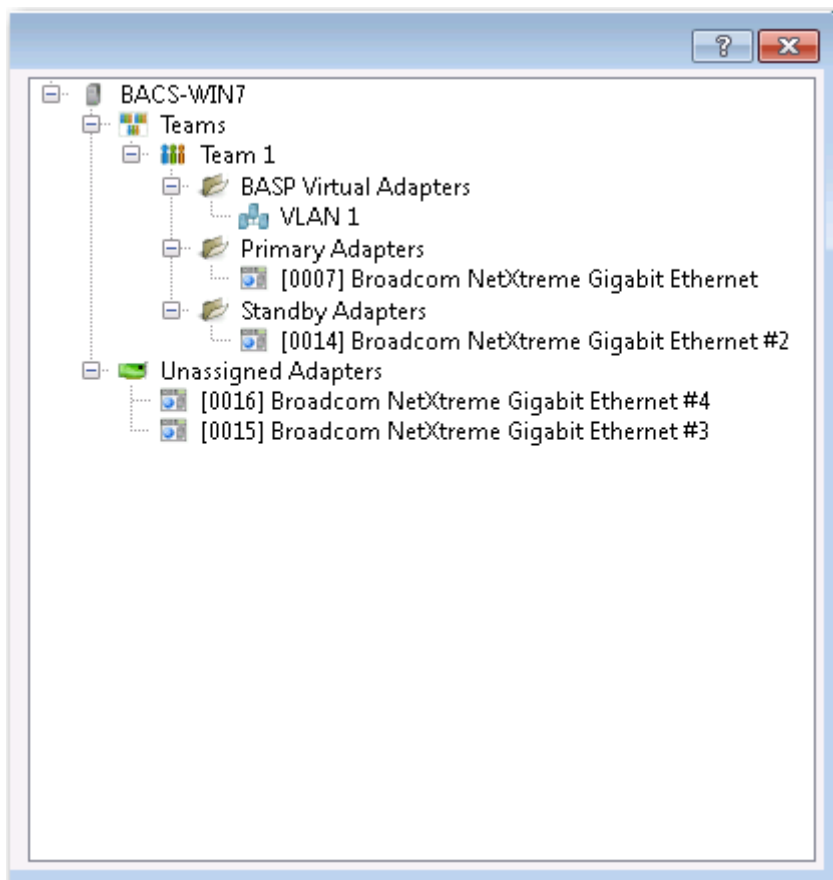 ?
BACS-WIN7
Teams
Team 1
BASP Virtual Adapters
VLAN 1
Primary Adapters
[0007] Broadcom NetXtreme Gigabit Ethernet
Standby Adapters
[0014] Broadcom NetXtreme Gigabit Ethernet #2
Unassigned Adapters
[0016] Broadcom NetXtreme Gigabit Ethernet #4
[0015] Broadcom NetXtreme Gigabit Ethernet #3